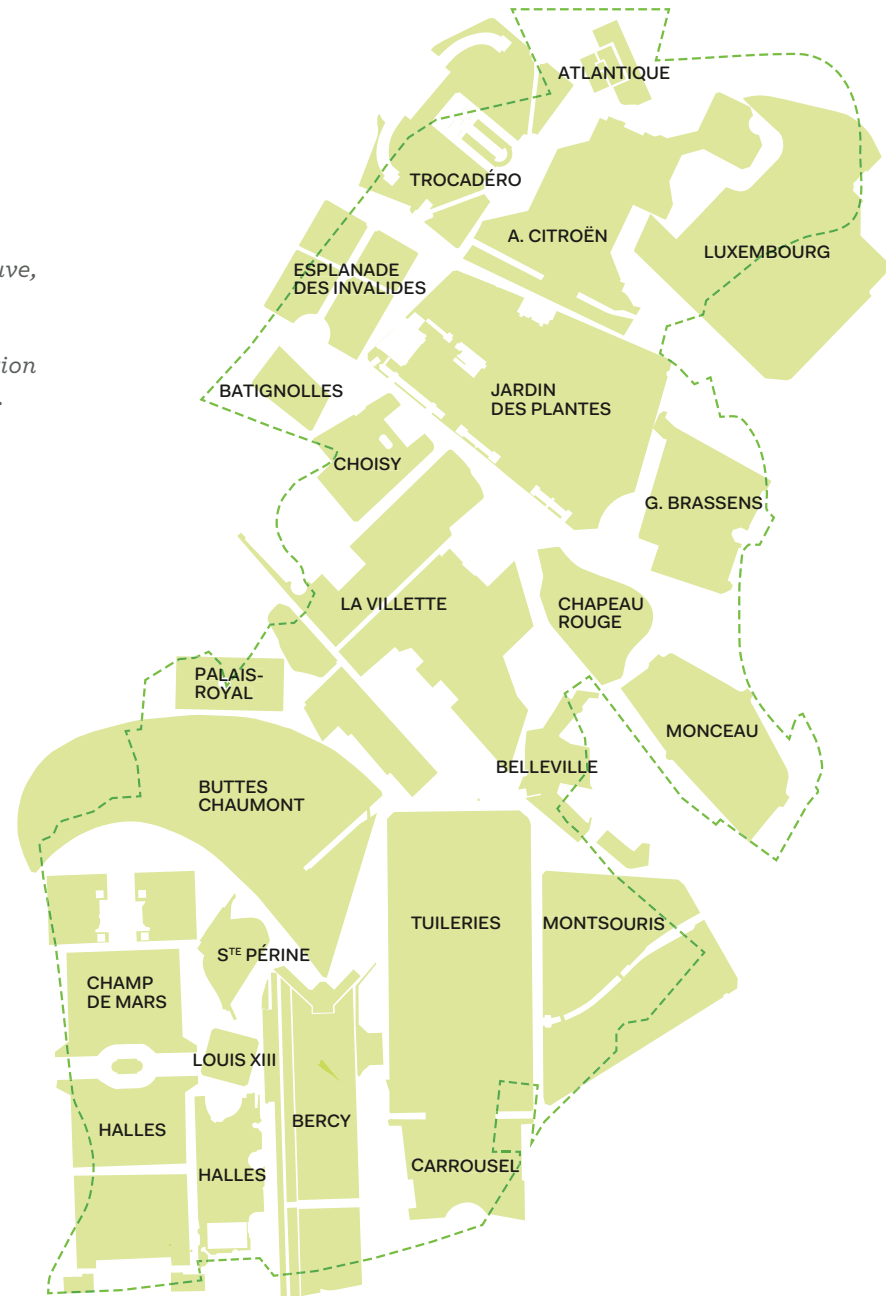 ATLANTIQUE
TROCADÉRO
A. CITROËN
LUXEMBOURG
uve,
ESPLANADE
DES INVALIDES
BATIGNOLLES
JARDIN
DES PLANTES
CHOISY
G. BRASSENS
LA VILLETTE
CHAPEAU
ROUGE
PALAIS-
ROYAL
MONCEAU
BELLEVILLE
BUTTES
CHAUMONT
TUILERIES
MONTSOURIS
STE PÉRINE
CHAMP
DE MARS
LOUIS XIII
HALLES
BERCY
HALLES
CARROUSEL